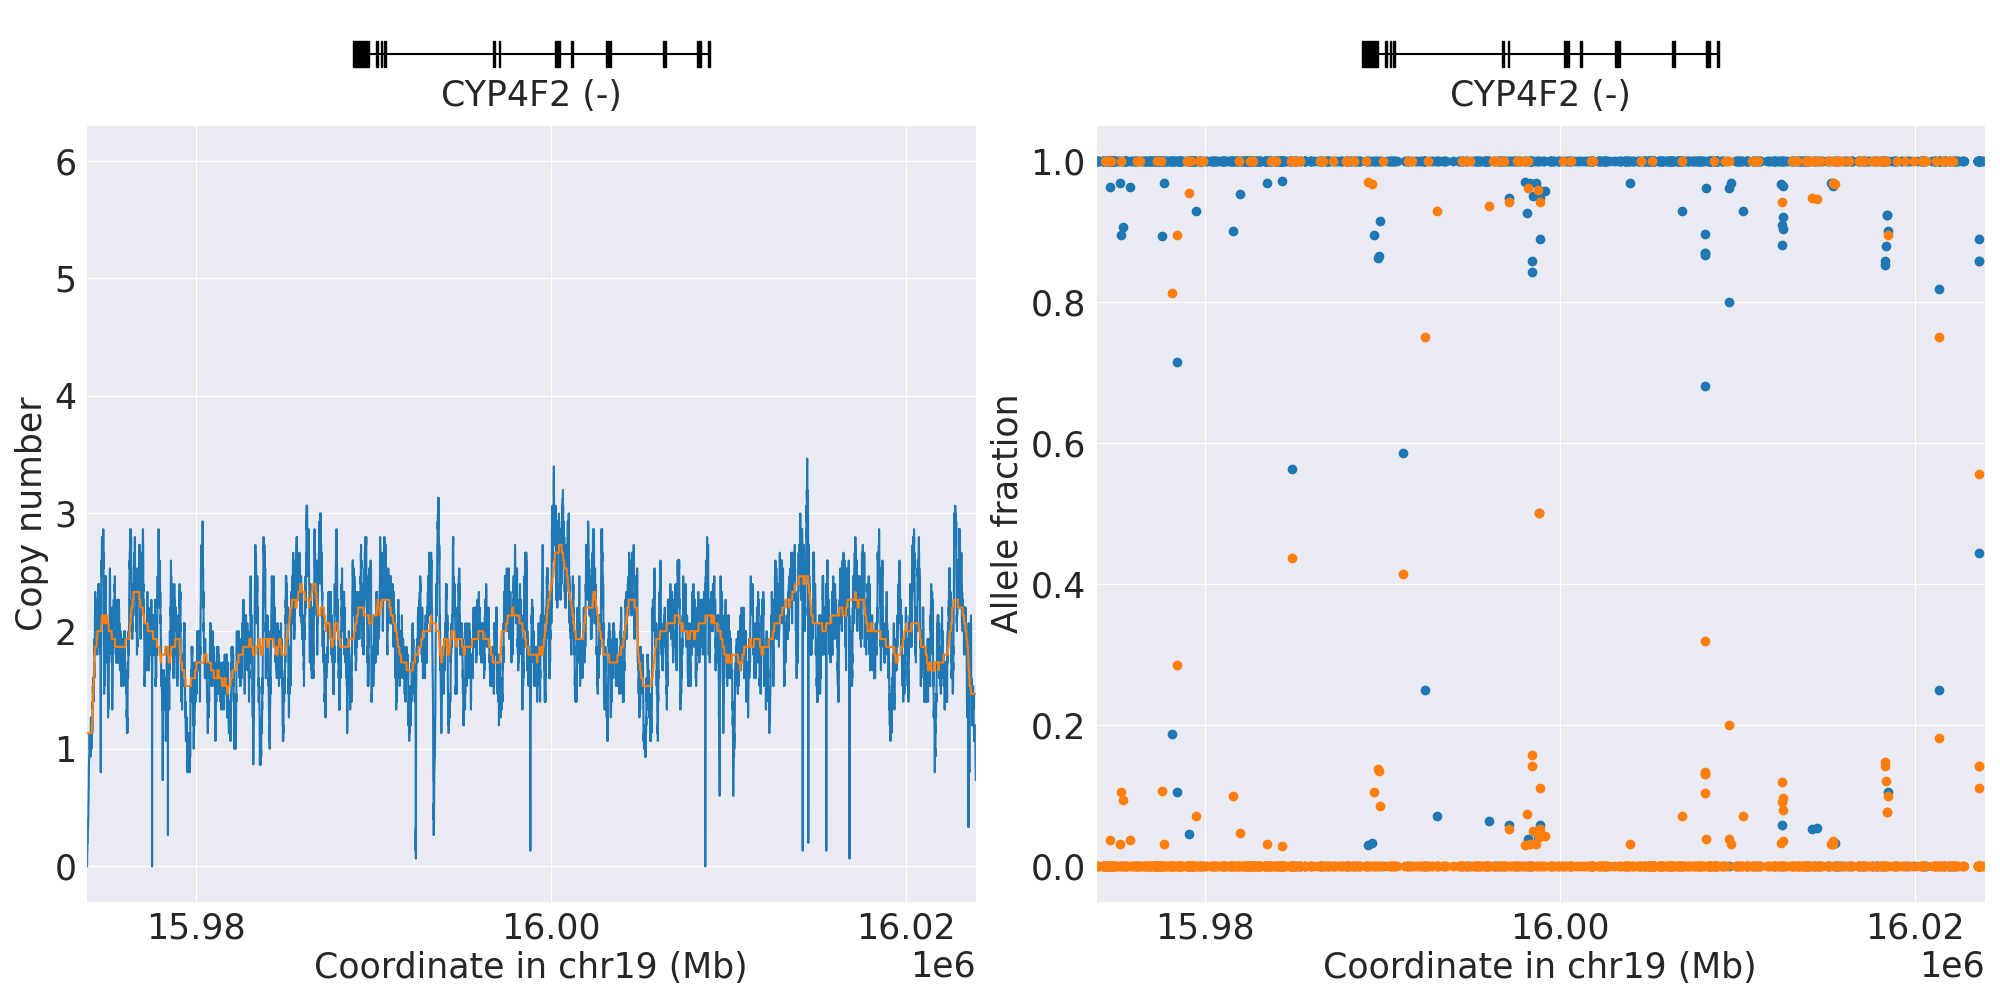 CYP4F2 (-)
6
5
4
3
2
1
0
Copy number
15.98
16.00
16.02
Coordinate in chr19 (Mb)
1e6
CYP4F2 (-)
1.0
0.8
0.6
0.4
0.2
0.0
Allele fraction
15.98
16.00
16.02
Coordinate in chr19 (Mb)
1e6